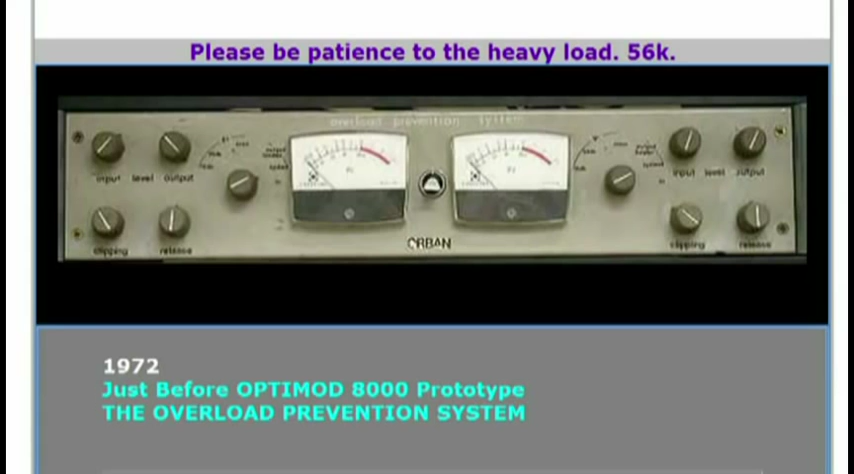 Please be patience to the heavy load. 56k.
overload prevention system
input level output
input level output
clipping release
clipping release
ORBAN
1972
Just Before OPTIMOD 8000 Prototype
THE OVERLOAD PREVENTION SYSTEM